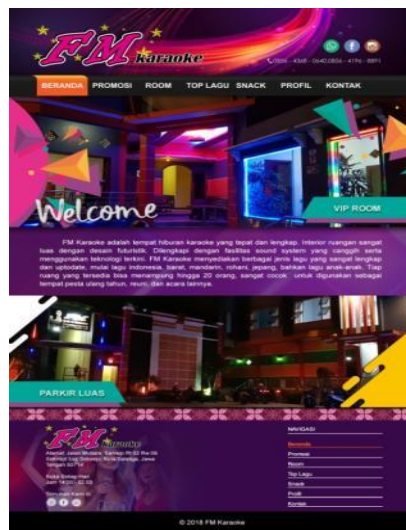 FM karaoke
BERANDA PROMOSI ROOM TOP LAGU SNACK PROFIL KONTAK
Welcome
VIP ROOM
FM Karaoke adalah tempat hiburan karaoke yang tepat dan lengkap. Interior ruangan sangat
luas dengan desain futuristik. Dilengkapi dengan fasilitas sound system yang canggih serta
menggunakan teknologi terkini. FM Karaoke menyediakan berbagai jenis lagu yang sangat lengkap
dan uptodate, mulai lagu indonesia, barat, mandarin, rohani, jepang, bahkan lagu anak-anak. Tiap
ruang yang tersedia bisa menampung hingga 20 orang, sangat cocok untuk digunakan sebagai
tempat pesta ulang tahun, reuni, dan acara lainnya.
PARKIR LUAS
FM karaoke
NAVIGASI
Beranda
Promosi
Room
Top Lagu
Snack
Profil
Kontak
Buka Setiap Hari
© 2018 FM Karaoke